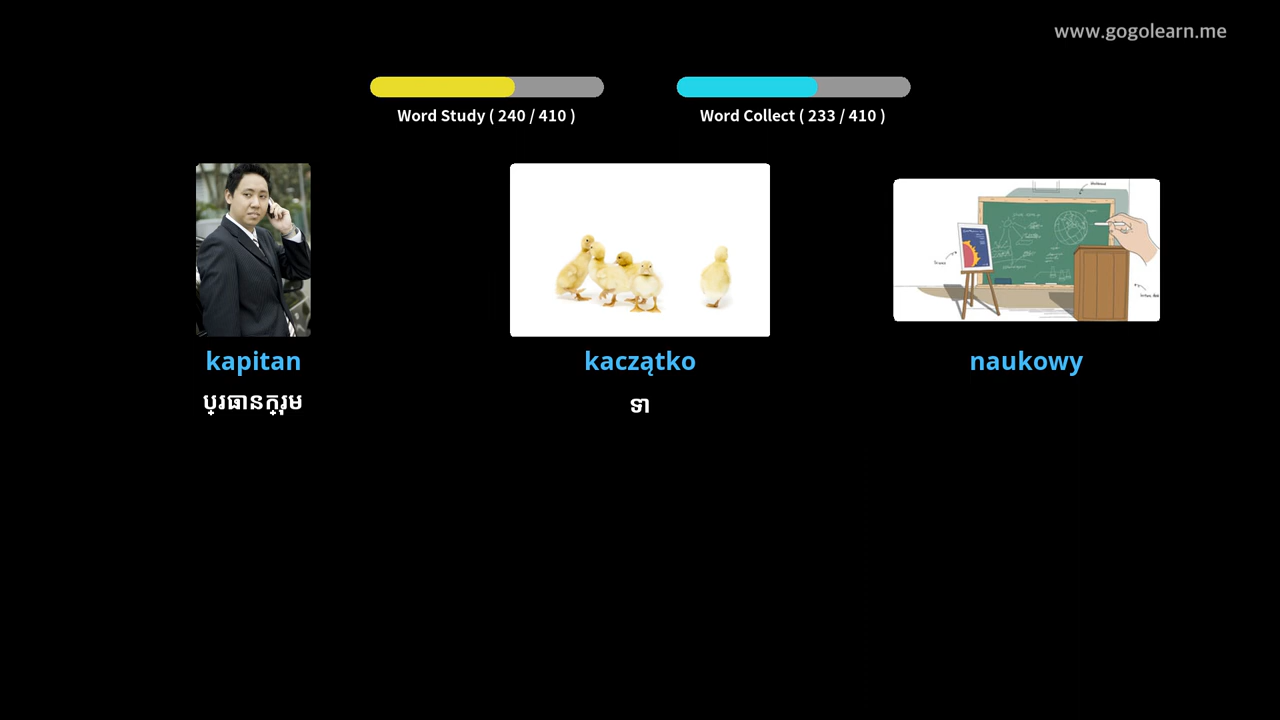 www.gogolearn.me
Word Study ( 240 / 410 )
Word Collect ( 233 / 410 )
kapitan
kaczątko
naukowy
ប្រធានក្រុម
ទា